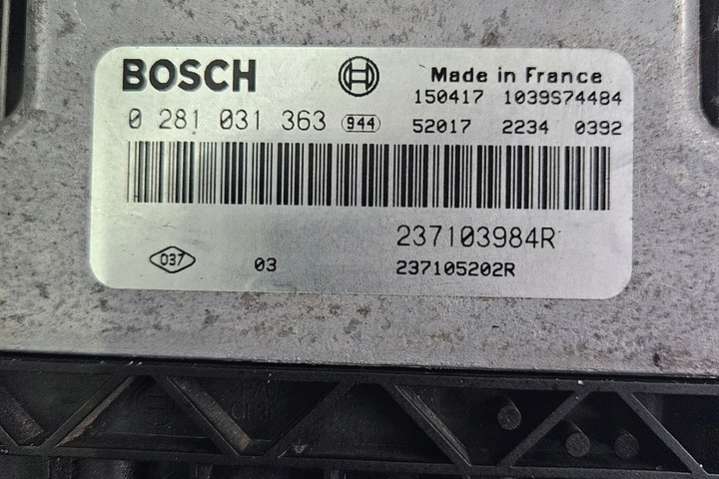 BOSCH Made in France
150417 1039S74484
0 281 031 363 944 52017 2234 0392
237103984R
037 03 237105202R